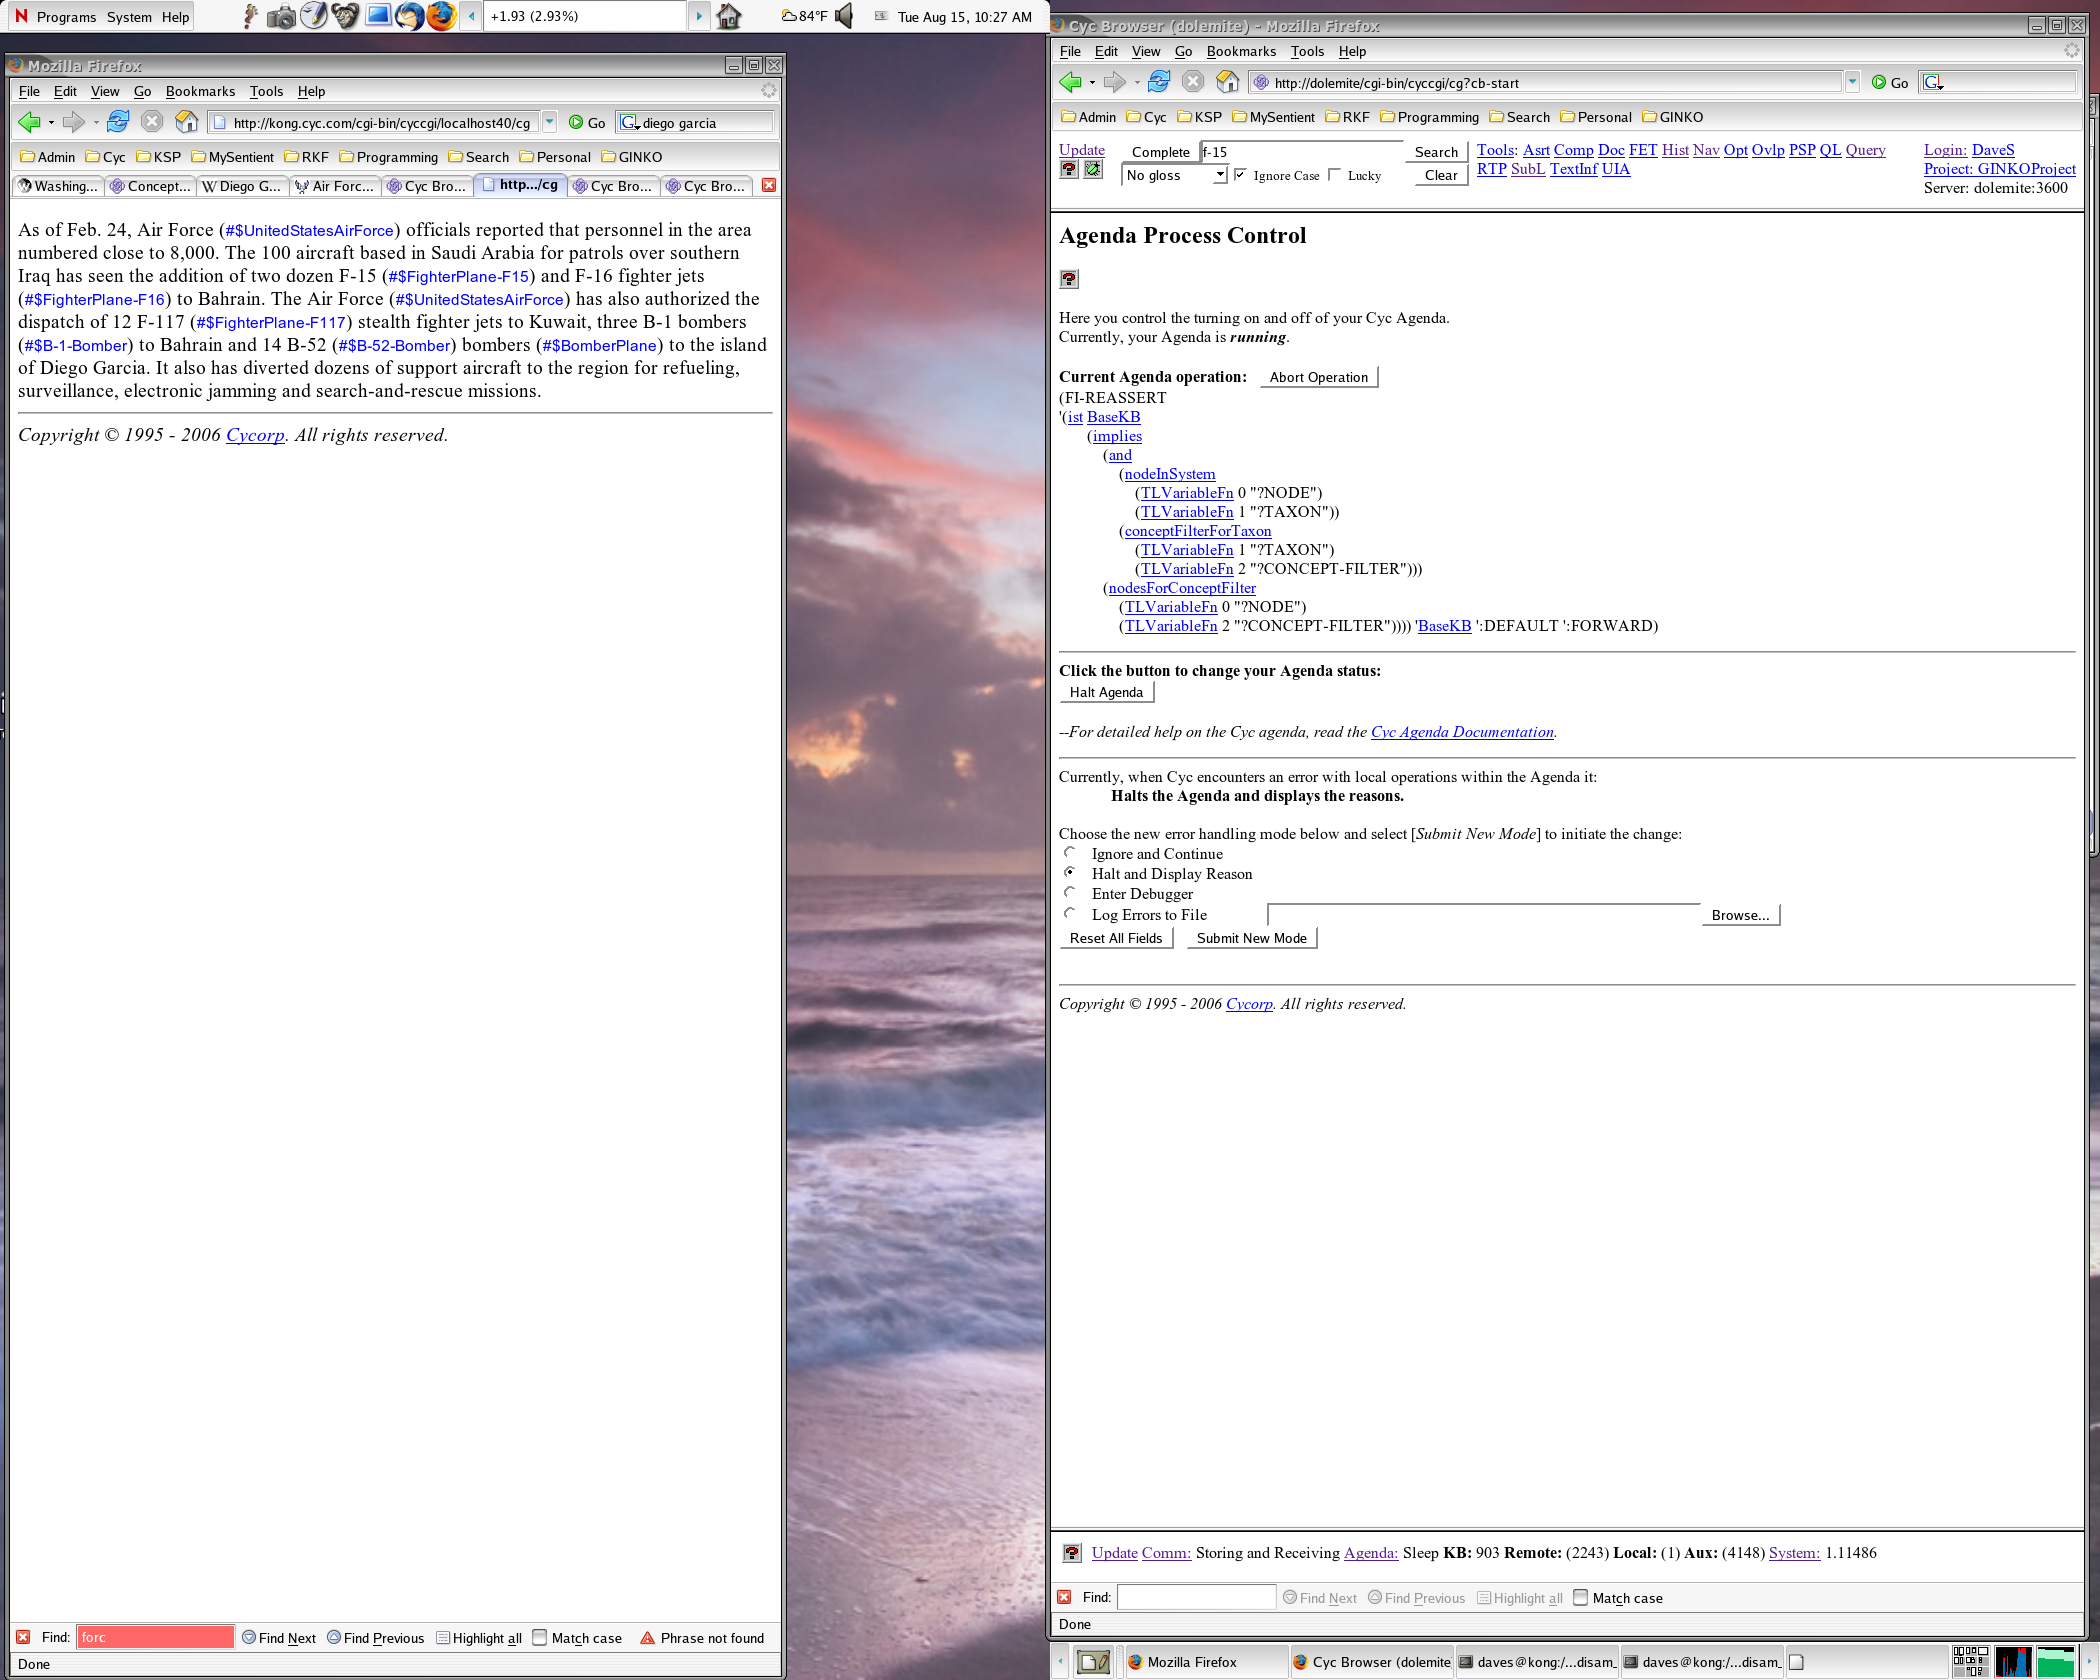 Programs System Help
+1.93 (2.93%)
84°F
Tue Aug 15, 10:27 AM
Mozilla Firefox
File Edit View Go Bookmarks Tools Help
http://kong.cyc.com/cgi-bin/cyccgi/localhost40/cg
Go
diego garcia
Admin Cyc KSP MySentient RKF Programming Search Personal GINKO
Washing... Concept... Diego G... Air Forc... Cyc Bro... http.../cg Cyc Bro... Cyc Bro...
As of Feb. 24, Air Force (#$UnitedStatesAirForce) officials reported that personnel in the area
numbered close to 8,000. The 100 aircraft based in Saudi Arabia for patrols over southern
Iraq has seen the addition of two dozen F-15 (#$FighterPlane-F15) and F-16 fighter jets
(#$FighterPlane-F16) to Bahrain. The Air Force (#$UnitedStatesAirForce) has also authorized the
dispatch of 12 F-117 (#$FighterPlane-F117) stealth fighter jets to Kuwait, three B-1 bombers
(#$B-1-Bomber) to Bahrain and 14 B-52 (#$B-52-Bomber) bombers (#$BomberPlane) to the island
of Diego Garcia. It also has diverted dozens of support aircraft to the region for refueling,
surveillance, electronic jamming and search-and-rescue missions.
Copyright © 1995 - 2006 Cycorp. All rights reserved.
Find: forc Find Next Find Previous Highlight all Match case Phrase not found
Done
Cyc Browser (dolemite) - Mozilla Firefox
File Edit View Go Bookmarks Tools Help
http://dolemite/cgi-bin/cyccgi/cg?cb-start
Go
Admin Cyc KSP MySentient RKF Programming Search Personal GINKO
Update Complete f-15 Search Tools: Asrt Comp Doc FET Hist Nav Opt Ovlp PSP QL Query Login: DaveS
No gloss Ignore Case Lucky Clear RTP SubL TextInf UIA Project: GINKOProject
Server: dolemite:3600
Agenda Process Control
Here you control the turning on and off of your Cyc Agenda.
Currently, your Agenda is running.
Current Agenda operation: Abort Operation
(FI-REASSERT
'(ist BaseKB
(implies
(and
(nodeInSystem
(TLVariableFn 0 "?NODE")
(TLVariableFn 1 "?TAXON"))
(conceptFilterForTaxon
(TLVariableFn 1 "?TAXON")
(TLVariableFn 2 "?CONCEPT-FILTER")))
(nodesForConceptFilter
(TLVariableFn 0 "?NODE")
(TLVariableFn 2 "?CONCEPT-FILTER")))) 'BaseKB ':DEFAULT ':FORWARD)
Click the button to change your Agenda status:
Halt Agenda
--For detailed help on the Cyc agenda, read the Cyc Agenda Documentation.
Currently, when Cyc encounters an error with local operations within the Agenda it:
Halts the Agenda and displays the reasons.
Choose the new error handling mode below and select [Submit New Mode] to initiate the change:
Ignore and Continue
Halt and Display Reason
Enter Debugger
Log Errors to File Browse...
Reset All Fields Submit New Mode
Copyright © 1995 - 2006 Cycorp. All rights reserved.
Update Comm: Storing and Receiving Agenda: Sleep KB: 903 Remote: (2243) Local: (1) Aux: (4148) System: 1.11486
Find: Find Next Find Previous Highlight all Match case
Done
Mozilla Firefox Cyc Browser (dolemite daves@kong:/...disam_ daves@kong:/...disam_